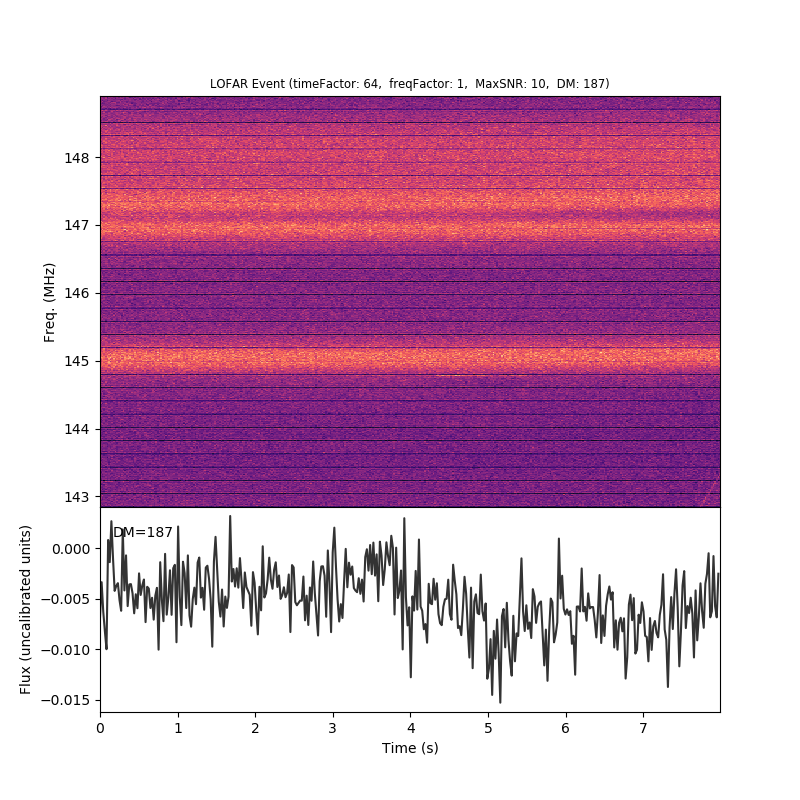 LOFAR Event (timeFactor: 64, freqFactor: 1, MaxSNR: 10, DM: 187)
Freq. (MHz)
148
147
146
145
144
143
DM=187
Flux (uncalibrated units)
0.000
−0.005
−0.010
−0.015
0 1 2 3 4 5 6 7
Time (s)